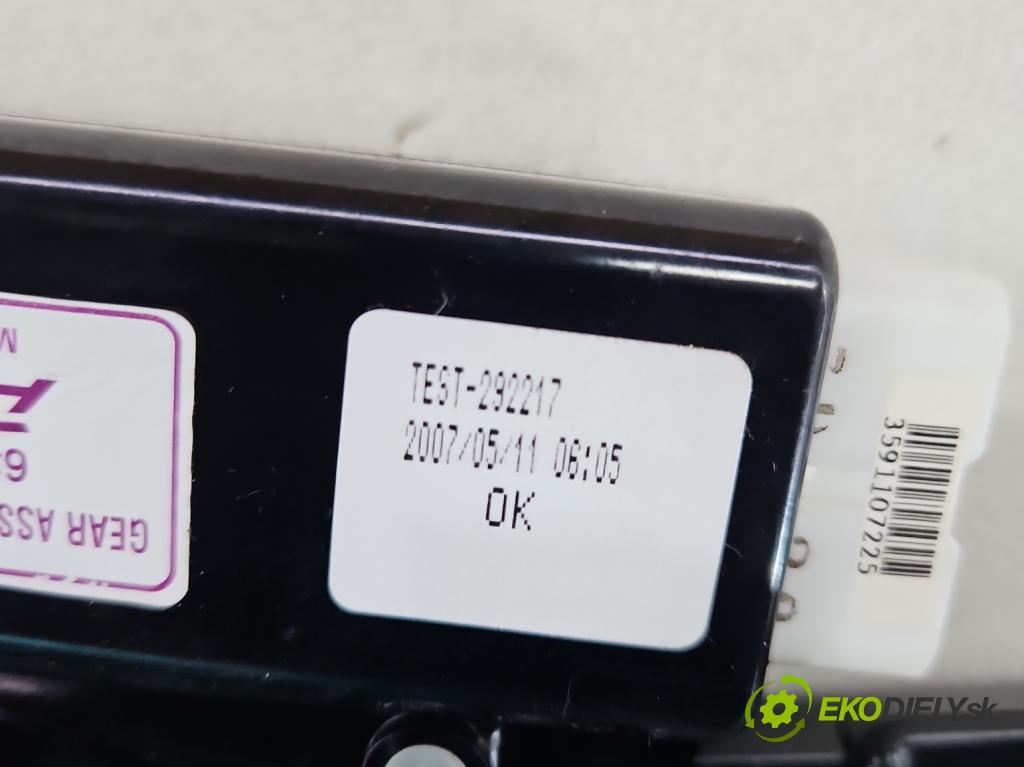 TEST-292217
2007/05/11 06:05
OK
GEAR ASS
3591107225
EKODIELY.sk